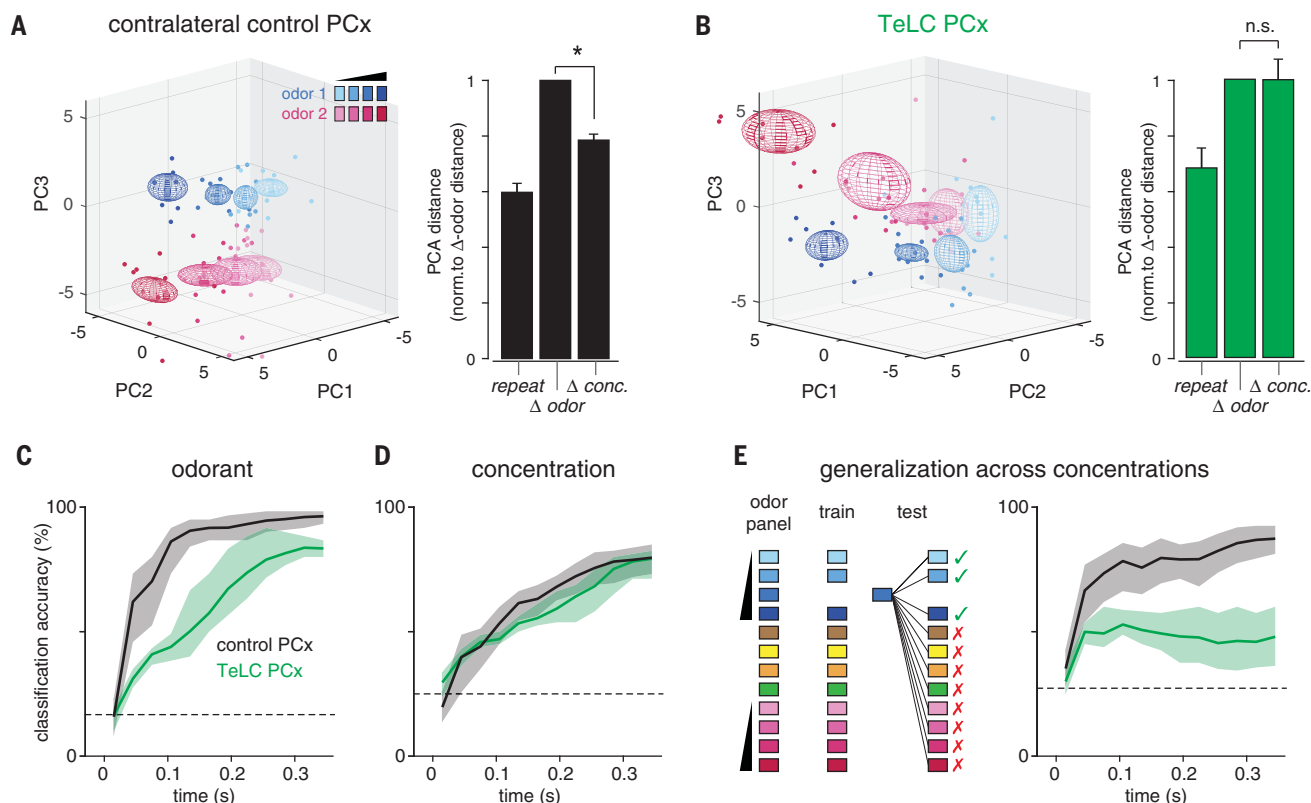 A
contralateral control PCx
odor 1
odor 2
5
0
-5
PC3
-5
0
5
PC2
5
0
-5
PC1
PCA distance
(norm.to Δ-odor distance)
1
1
*
repeat
Δ odor
Δ conc.
B
TeLC PCx
5
0
-5
PC3
5
0
-5
PC1
5
0
-5
PC2
PCA distance
(norm.to Δ-odor distance)
1
1
n.s.
repeat
Δ odor
Δ conc.
C
odorant
classification accuracy (%)
100
0
control PCx
TeLC PCx
0 0.1 0.2 0.3
time (s)
D
concentration
100
0
0 0.1 0.2 0.3
time (s)
E
generalization across concentrations
odor
panel
train
test
✓
✓
✓
✗
✗
✗
✗
✗
✗
✗
✗
100
0
0 0.1 0.2 0.3
time (s)